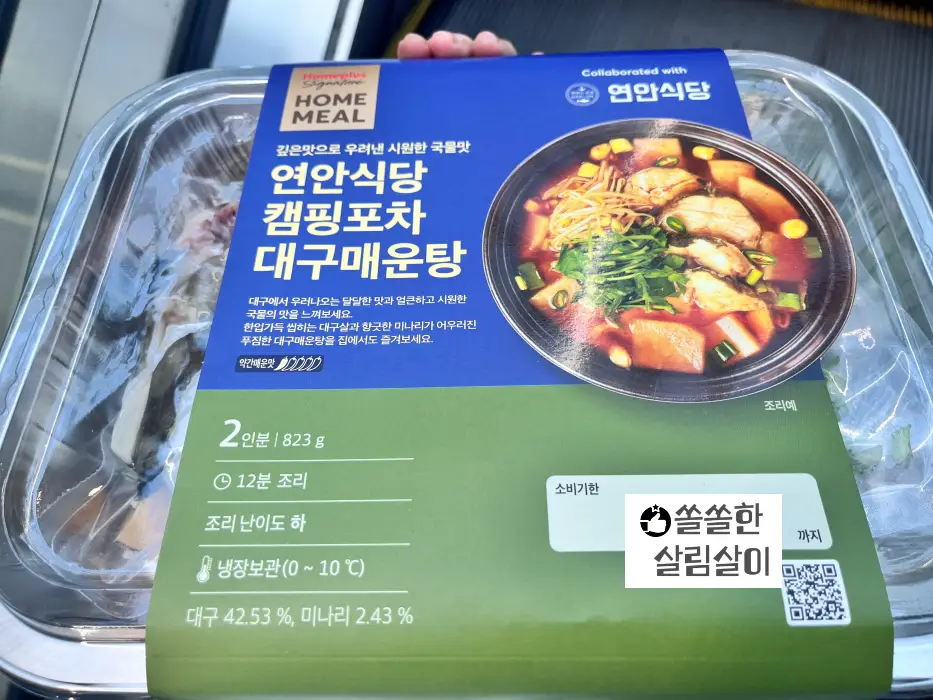 Homeplus
Signature
HOME
MEAL
Collaborated with
연안식당
깊은맛으로 우려낸 시원한 국물맛
연안식당
캠핑포차
대구매운탕
대구에서 우러나오는 달달한 맛과 얼큰하고 시원한
국물의 맛을 느껴보세요.
한입가득 씹히는 대구살과 향긋한 미나리가 어우러진
푸짐한 대구매운탕을 집에서도 즐겨보세요.
약간매운맛
조리예
2인분 | 823 g
12분 조리
조리 난이도 하
냉장보관(0 ~ 10 ℃)
대구 42.53 %, 미나리 2.43 %
소비기한
까지
쏠쏠한
살림살이